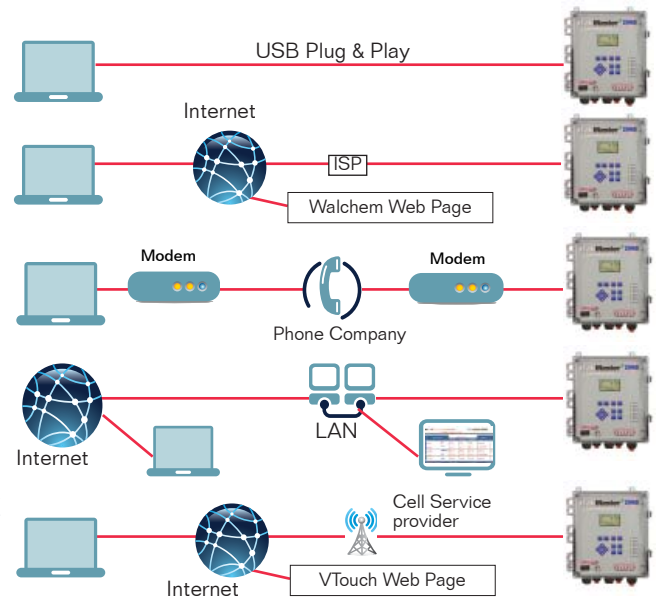 USB Plug & Play
Internet
ISP
Walchem Web Page
Modem
Modem
Phone Company
LAN
Internet
Cell Service
provider
Internet
VTouch Web Page